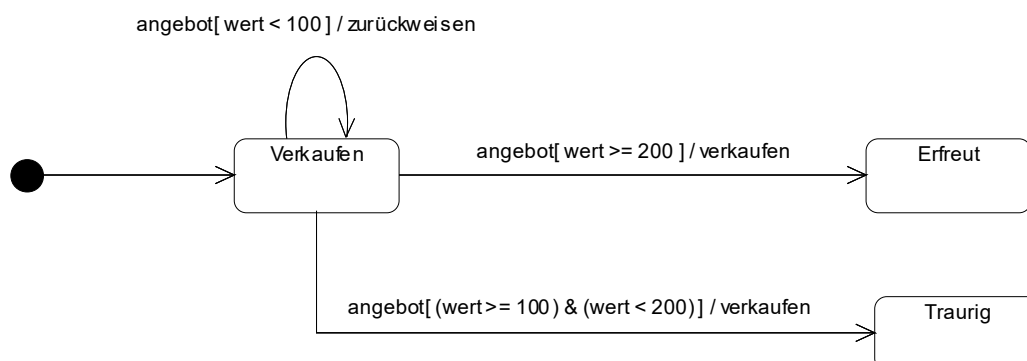 angebot[ wert < 100 ] / zurückweisen
Verkaufen
angebot[ wert >= 200 ] / verkaufen
Erfreut
angebot[ (wert >= 100) & (wert < 200) ] / verkaufen
Traurig